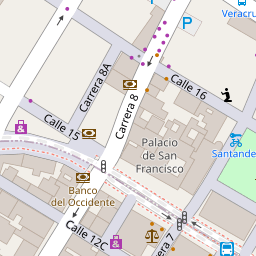 Veracru
P
Carrera 8A
Calle 16
Carrera 8
Calle 15
Palacio
de San
Francisco
Santande
Banco
del Occidente
Calle 12C